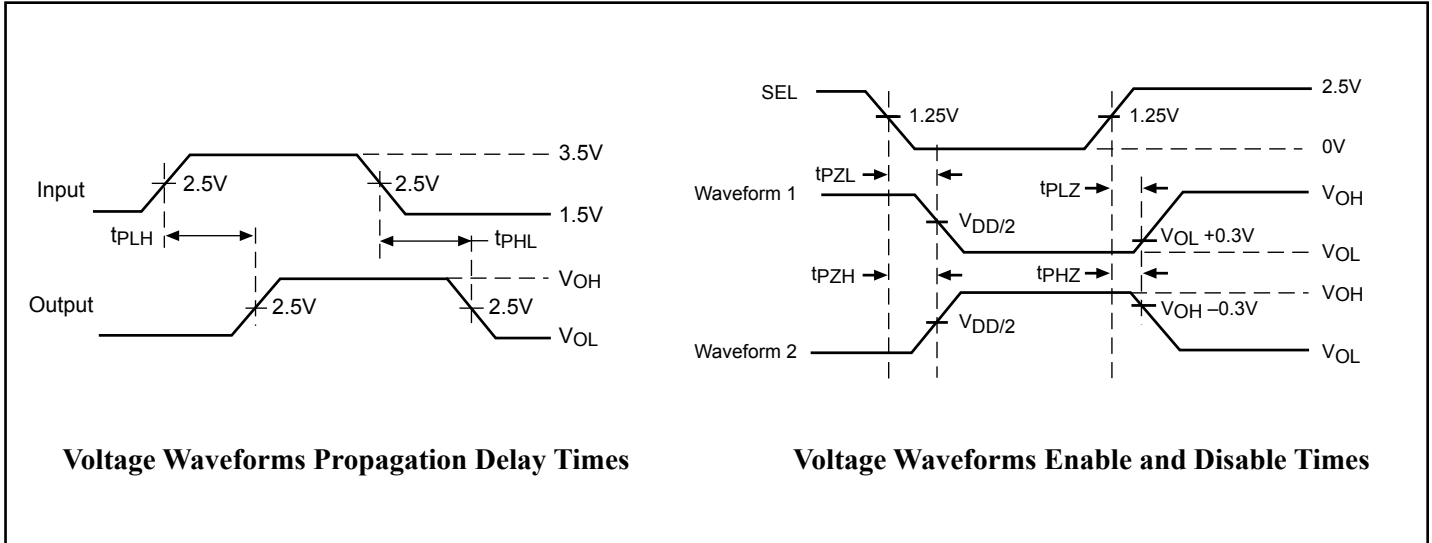 Input
2.5V
2.5V
3.5V
1.5V
tPLH
tPHL
Output
2.5V
2.5V
VOH
VOL
Voltage Waveforms Propagation Delay Times
SEL
1.25V
1.25V
2.5V
0V
tPZL
tPLZ
Waveform 1
VDD/2
VOL +0.3V
VOH
VOL
tPZH
tPHZ
VOH
Waveform 2
VDD/2
VOH –0.3V
VOL
Voltage Waveforms Enable and Disable Times